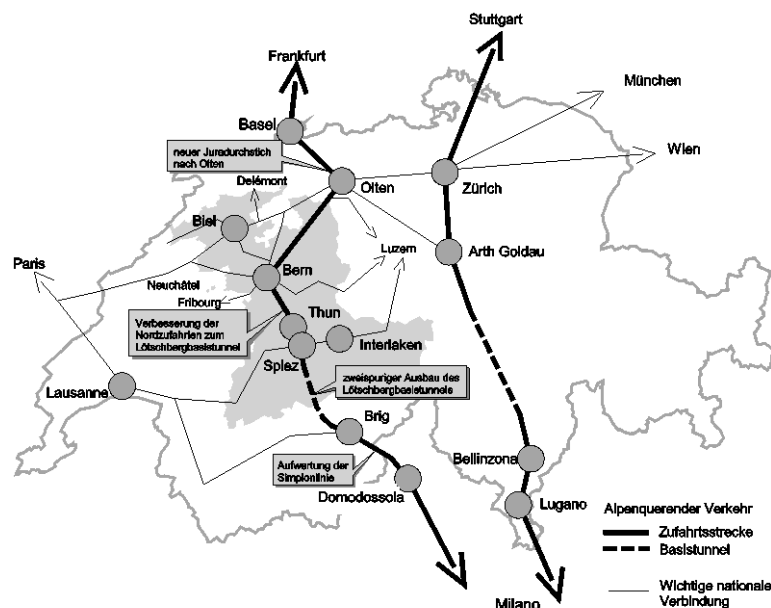 Stuttgart
Frankfurt
München
Basel
Wien
neuer Juradurchstich
nach Olten
Delémont
Olten
Zürich
Biel
Luzern
Arth Goldau
Paris
Bern
Neuchâtel
Fribourg
Thun
Verbesserung der
Nordzufahrten zum
Lötschbergbasistunnel
Interlaken
Spiez
zweispuriger Ausbau des
Lötschbergbasistunnels
Lausanne
Brig
Bellinzona
Aufwertung der
Simplonlinie
Domodossola
Lugano
Alpenquerender Verkehr
Zufahrtsstrecke
Basistunnel
Wichtige nationale
Verbindung
Milano